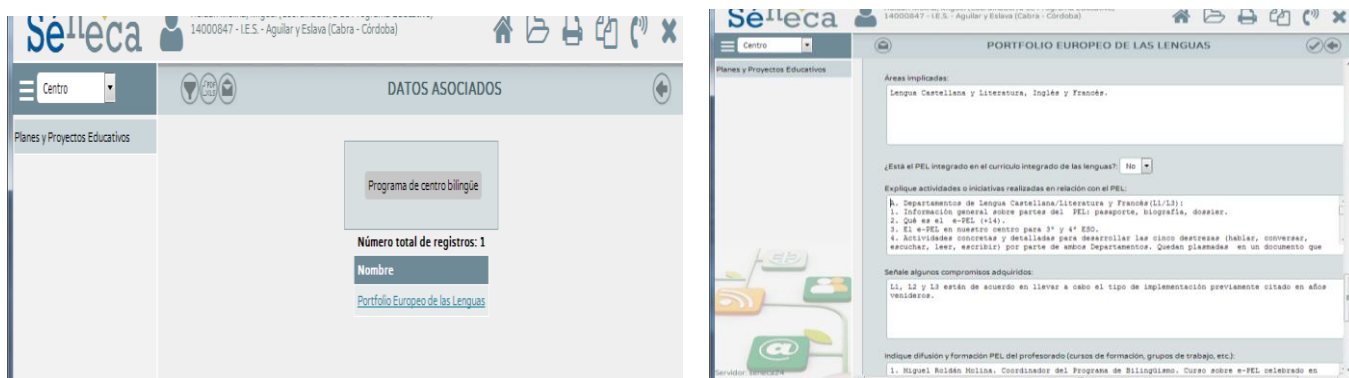 Séneca
14000847 - I.E.S. - Aguilar y Eslava (Cabra - Córdoba)
Centro
DATOS ASOCIADOS
Planes y Proyectos Educativos
Programa de centro bilingüe
Número total de registros: 1
Nombre
Portfolio Europeo de las Lenguas
Séneca
14000847 - I.E.S. - Aguilar y Eslava (Cabra - Córdoba)
Centro
PORTFOLIO EUROPEO DE LAS LENGUAS
Planes y Proyectos Educativos
Áreas implicadas:
Lengua Castellana y Literatura, Inglés y Francés.
¿Está el PEL integrado en el currículo integrado de las lenguas?: No
Explique actividades o iniciativas realizadas en relación con el PEL:
A. Departamentos de Lengua Castellana/Literatura y Francés(L1/L3):
1. Información general sobre partes del PEL: pasaporte, biografía, dossier.
2. Qué es el e-PEL (+14).
3. El e-PEL en nuestro centro para 3º y 4º ESO.
4. Actividades concretas y detalladas para desarrollar las cinco destrezas (hablar, conversar,
escuchar, leer, escribir) por parte de ambos Departamentos. Quedan plasmadas en un documento que
Señale algunos compromisos adquiridos:
L1, L2 y L3 están de acuerdo en llevar a cabo el tipo de implementación previamente citado en años
venideros.
Indique difusión y formación PEL del profesorado (cursos de formación, grupos de trabajo, etc.):
1. Miguel Roldán Molina. Coordinador del Programa de Bilingüismo. Curso sobre e-PEL celebrado en
Servidor: seneca24